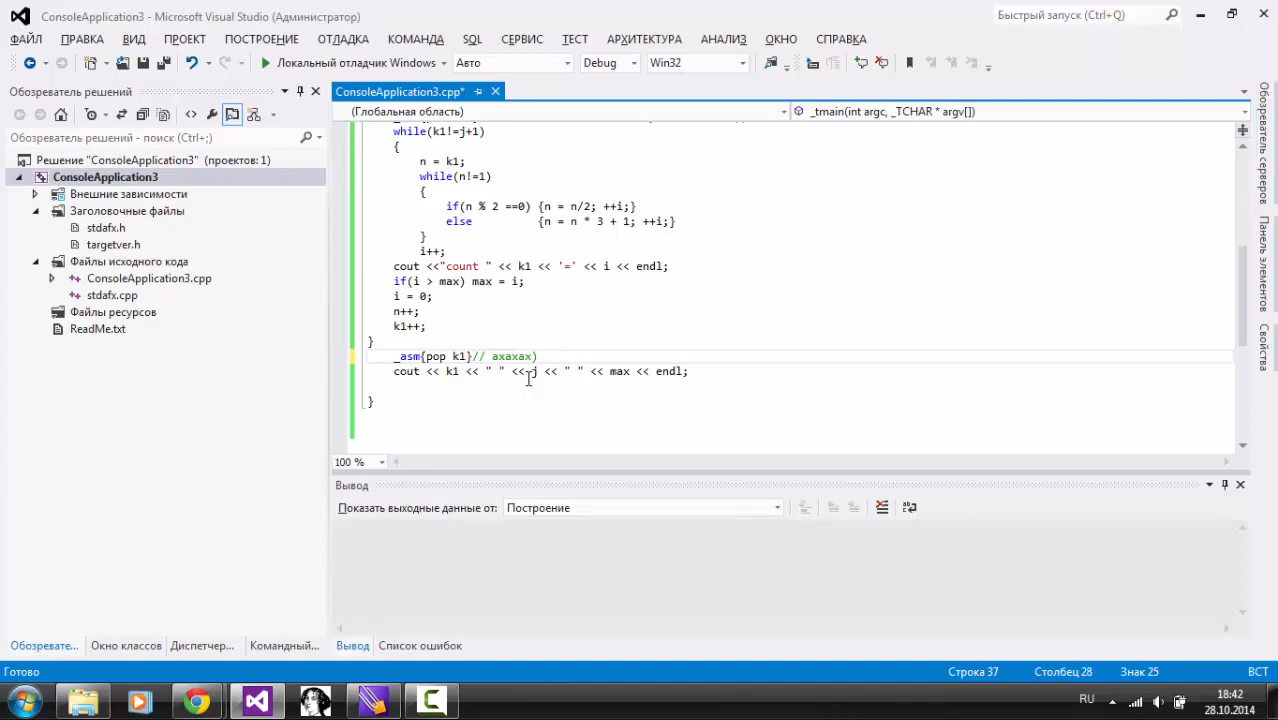 ConsoleApplication3 - Microsoft Visual Studio (Администратор)
Быстрый запуск (Ctrl+Q)
ФАЙЛ ПРАВКА ВИД ПРОЕКТ ПОСТРОЕНИЕ ОТЛАДКА КОМАНДА SQL СЕРВИС ТЕСТ АРХИТЕКТУРА АНАЛИЗ ОКНО СПРАВКА
Локальный отладчик Windows Авто Debug Win32
Обозреватель решений
Обозреватель решений - поиск (Ctrl+;)
Решение "ConsoleApplication3" (проектов: 1)
ConsoleApplication3
Внешние зависимости
Заголовочные файлы
stdafx.h
targetver.h
Файлы исходного кода
ConsoleApplication3.cpp
stdafx.cpp
Файлы ресурсов
ReadMe.txt
ConsoleApplication3.cpp*
(Глобальная область)
_tmain(int argc, _TCHAR * argv[])
while(k1!=j+1)
{
n = k1;
while(n!=1)
{
if(n % 2 ==0) {n = n/2; ++i;}
else {n = n * 3 + 1; ++i;}
}
i++;
cout <<"count " << k1 << '=' << i << endl;
if(i > max) max = i;
i = 0;
n++;
k1++;
}
_asm{pop k1}// ахахах)
cout << k1 << " " << j << " " << max << endl;
}
100 %
Вывод
Показать выходные данные от: Построение
Обозревате... Окно классов Диспетчер... Командный... Вывод Список ошибок
Готово Строка 37 Столбец 28 Знак 25 ВСТ
RU
18:42
28.10.2014
Обозреватель серверов
Панель элементов
Свойства